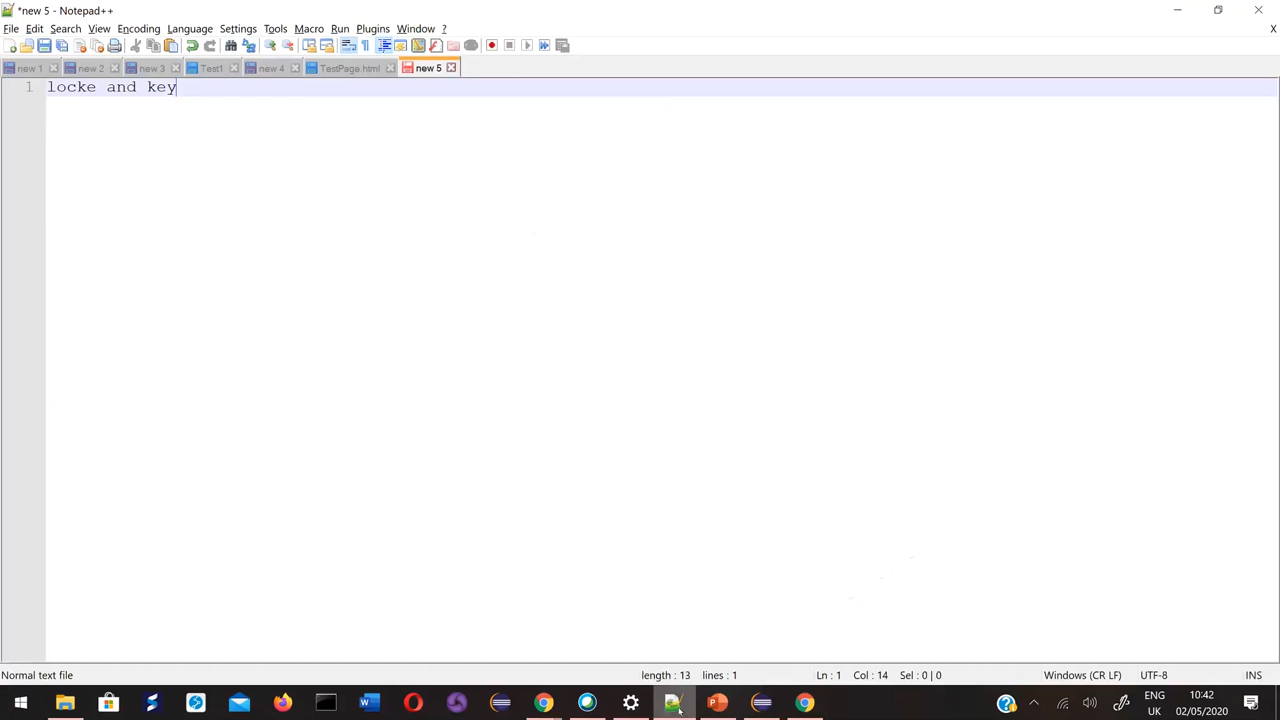 *new 5 - Notepad++
File Edit Search View Encoding Language Settings Tools Macro Run Plugins Window ? X
new 1 new 2 new 3 Test1 new 4 TestPage.html new 5
1 locke and key
Normal text file length : 13 lines : 1 Ln : 1 Col : 14 Sel : 0 | 0 Windows (CR LF) UTF-8 INS
ENG 10:42
UK 02/05/2020